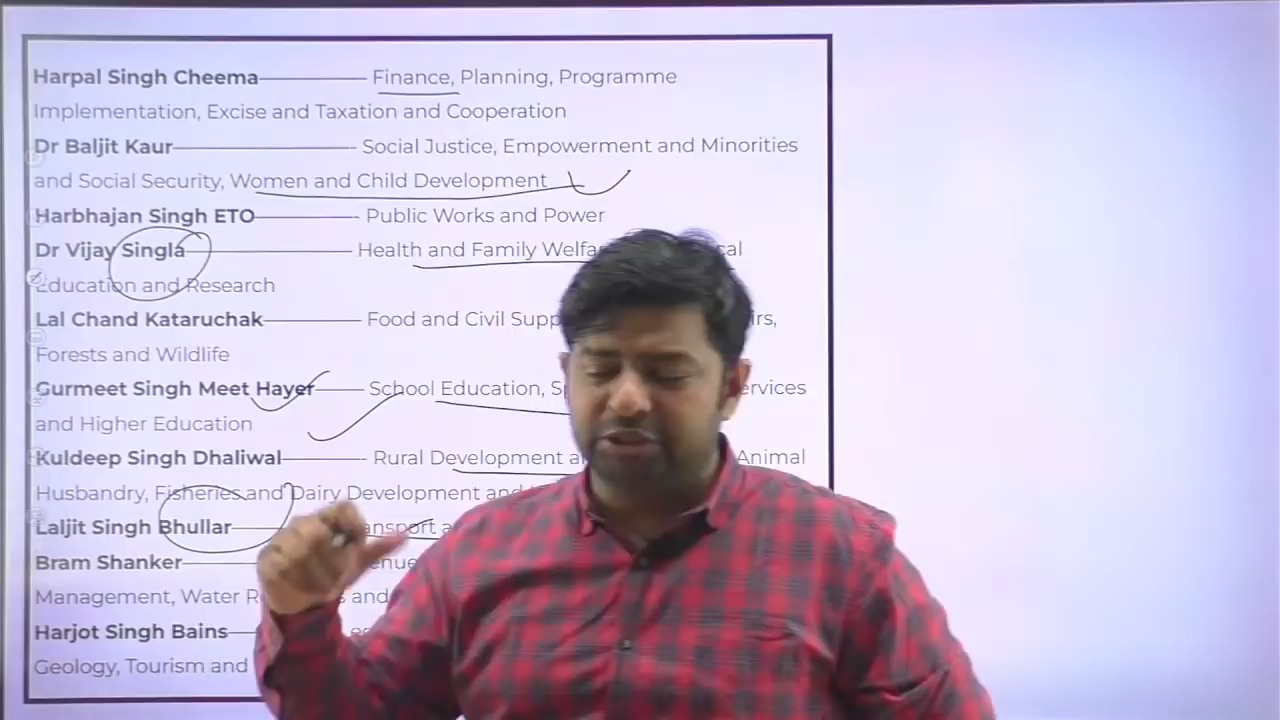 Harpal Singh Cheema Finance, Planning, Programme
Implementation, Excise and Taxation and Cooperation
Dr Baljit Kaur Social Justice, Empowerment and Minorities
and Social Security, Women and Child Development
Harbhajan Singh ETO Public Works and Power
Dr Vijay Singla Health and Family
Education and Research
Lal Chand Kataruchak Food and Civil
Forests and Wildlife
Gurmeet Singh Meet Hayer School Education,
and Higher Education
Kuldeep Singh Dhaliwal Rural Development Animal
Husbandry, Fisheries and Dairy Development and
Laljit Singh Bhullar
Bram Shanker
Management, Water and
Harjot Singh Bains
Geology, Tourism and